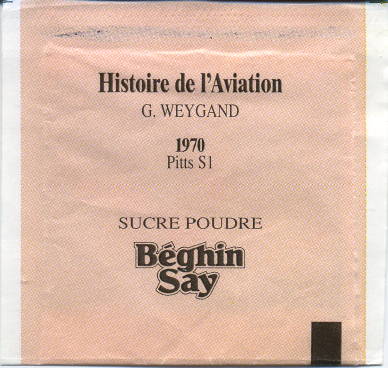 Histoire de l'Aviation
G. WEYGAND
1970
Pitts S1
SUCRE POUDRE
Béghin
Say